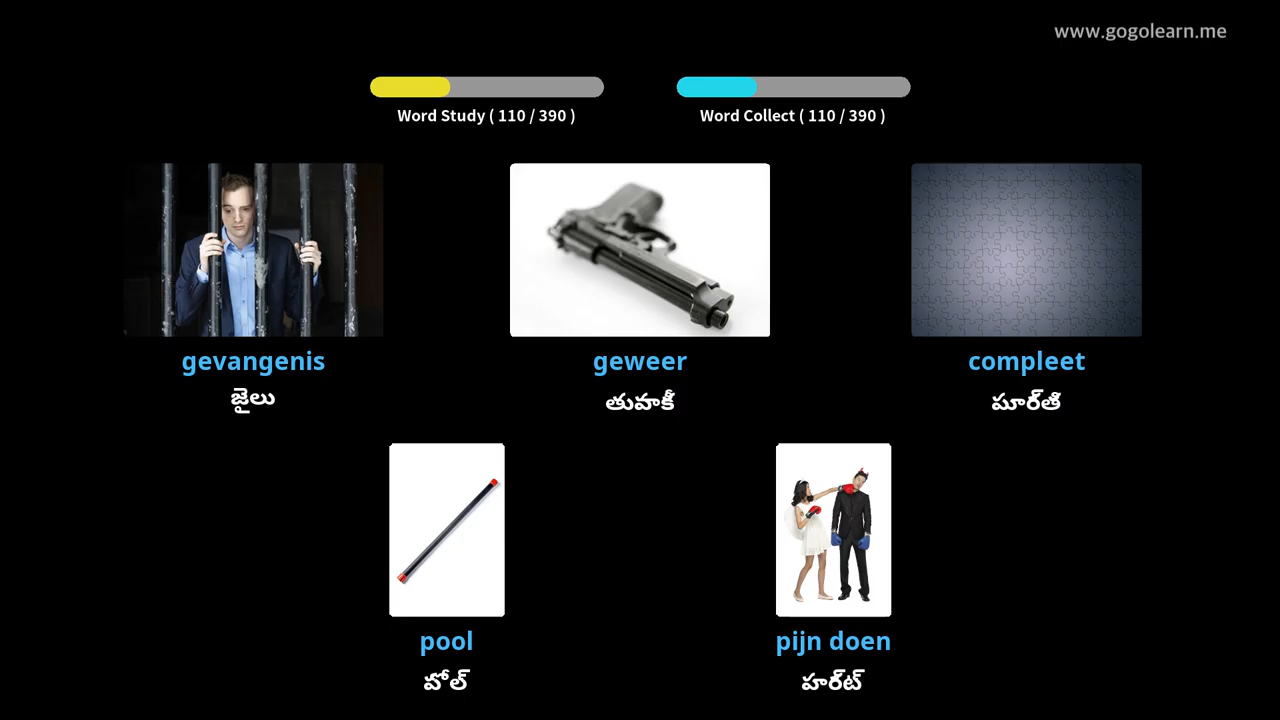 www.gogolearn.me
Word Study ( 110 / 390 )
Word Collect ( 110 / 390 )
gevangenis
geweer
compleet
జైలు
తుపాకీ
పూర్తి
pool
pijn doen
పోల్
హర్ట్